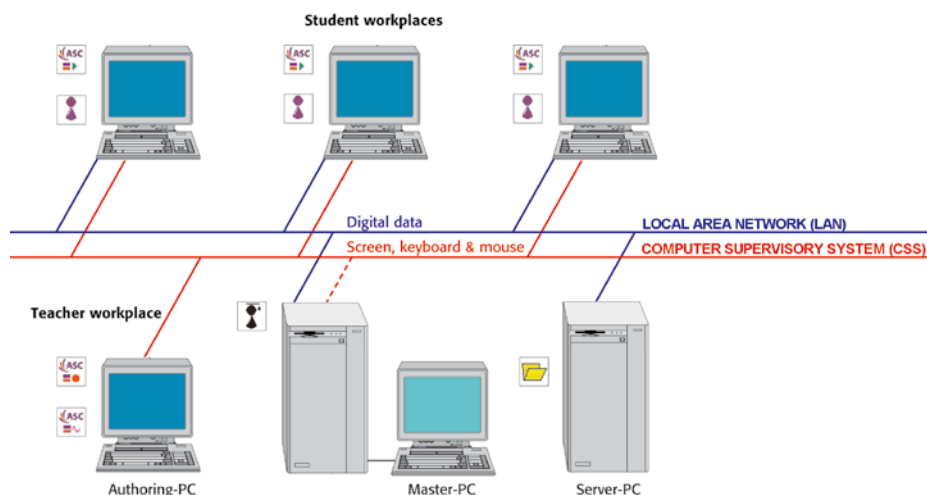 Student workplaces
ASC
ASC
ASC
Digital data
LOCAL AREA NETWORK (LAN)
Screen, keyboard & mouse
COMPUTER SUPERVISORY SYSTEM (CSS)
Teacher workplace
ASC
ASC
Authoring-PC
Master-PC
Server-PC